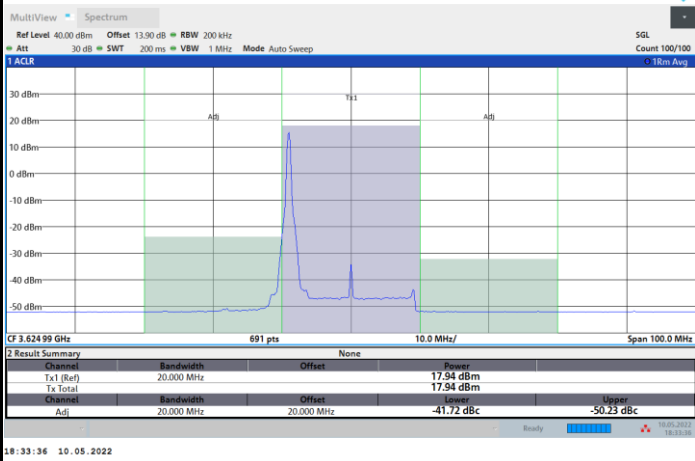 MultiView Spectrum
Ref Level 40.00 dBm Offset 13.90 dB RBW 200 kHz SGL
Att 30 dB SWT 200 ms VBW 1 MHz Mode Auto Sweep Count 100/100
1 ACLR 1Rm Avg
30 dBm
Tx1
20 dBm
Adj Adj
10 dBm
0 dBm
-10 dBm
-20 dBm
-30 dBm
-40 dBm
-50 dBm
CF 3.624 99 GHz 691 pts 10.0 MHz/ Span 100.0 MHz
2 Result Summary None
Channel Bandwidth Offset Power
Tx1 (Ref) 20.000 MHz 17.94 dBm
Tx Total 17.94 dBm
Channel Bandwidth Offset Lower Upper
Adj 20.000 MHz 20.000 MHz -41.72 dBc -50.23 dBc
Ready 10.05.2022
18:33:36
18:33:36 10.05.2022